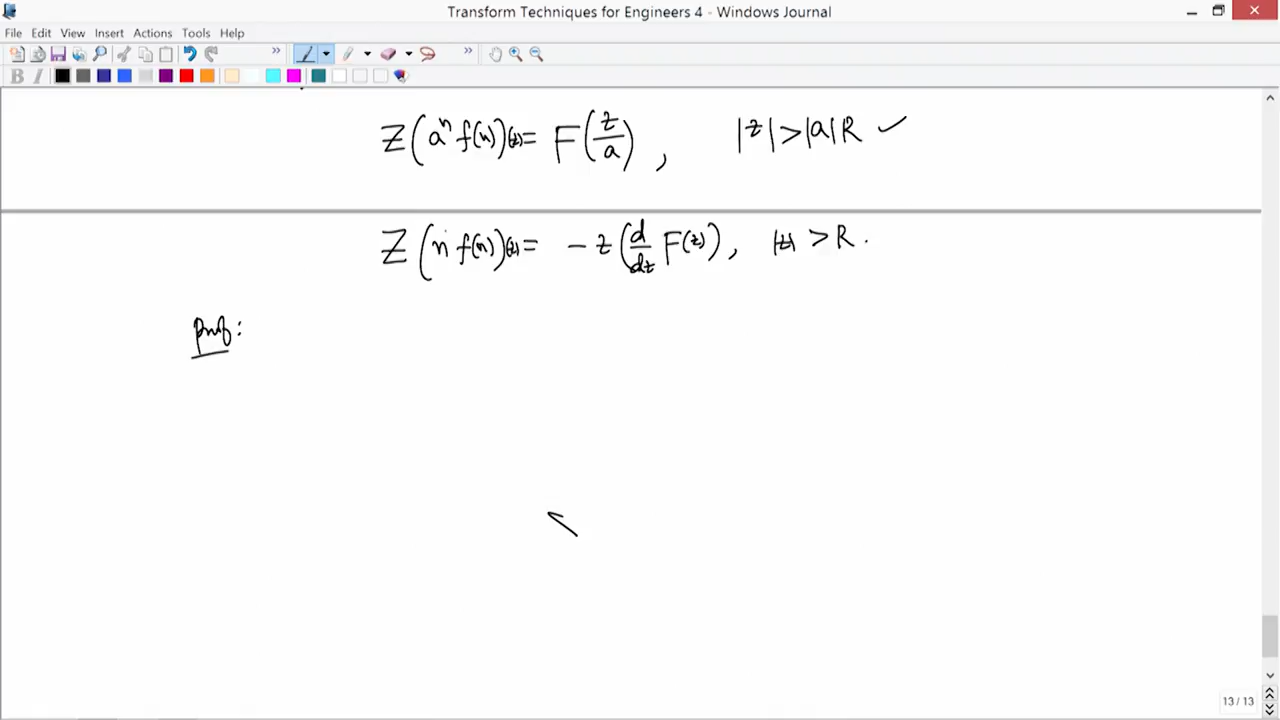 Transform Techniques for Engineers 4 - Windows Journal
File Edit View Insert Actions Tools Help
B I
Z(aⁿ f(n))(z) = F(z/a), |z| > |a| R ✓
Z(n f(n))(z) = -z(d/dz F(z)), |z| > R.
Proof:
13 / 13